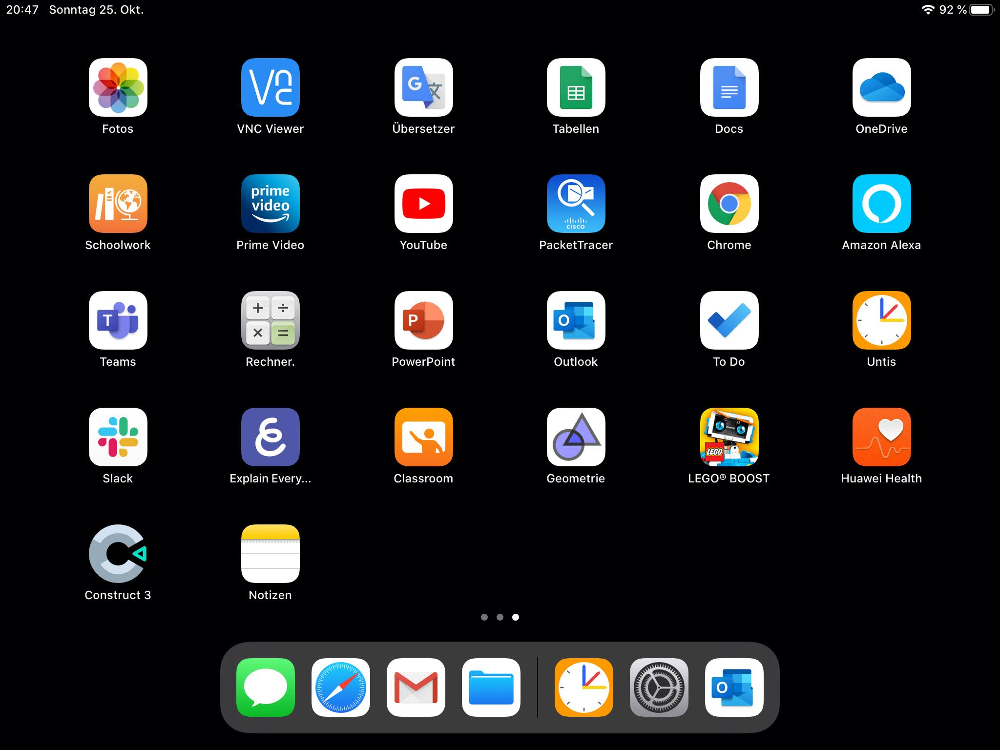 20:47 Sonntag 25. Okt. 92 %
VNC
G 文
Fotos VNC Viewer Übersetzer Tabellen Docs OneDrive
prime
video
CISCO
Schoolwork Prime Video YouTube PacketTracer Chrome Amazon Alexa
T + ÷ P O
× =
Teams Rechner. PowerPoint Outlook To Do Untis
LEGO
Slack Explain Every... Classroom Geometrie LEGO® BOOST Huawei Health
Construct 3 Notizen
O